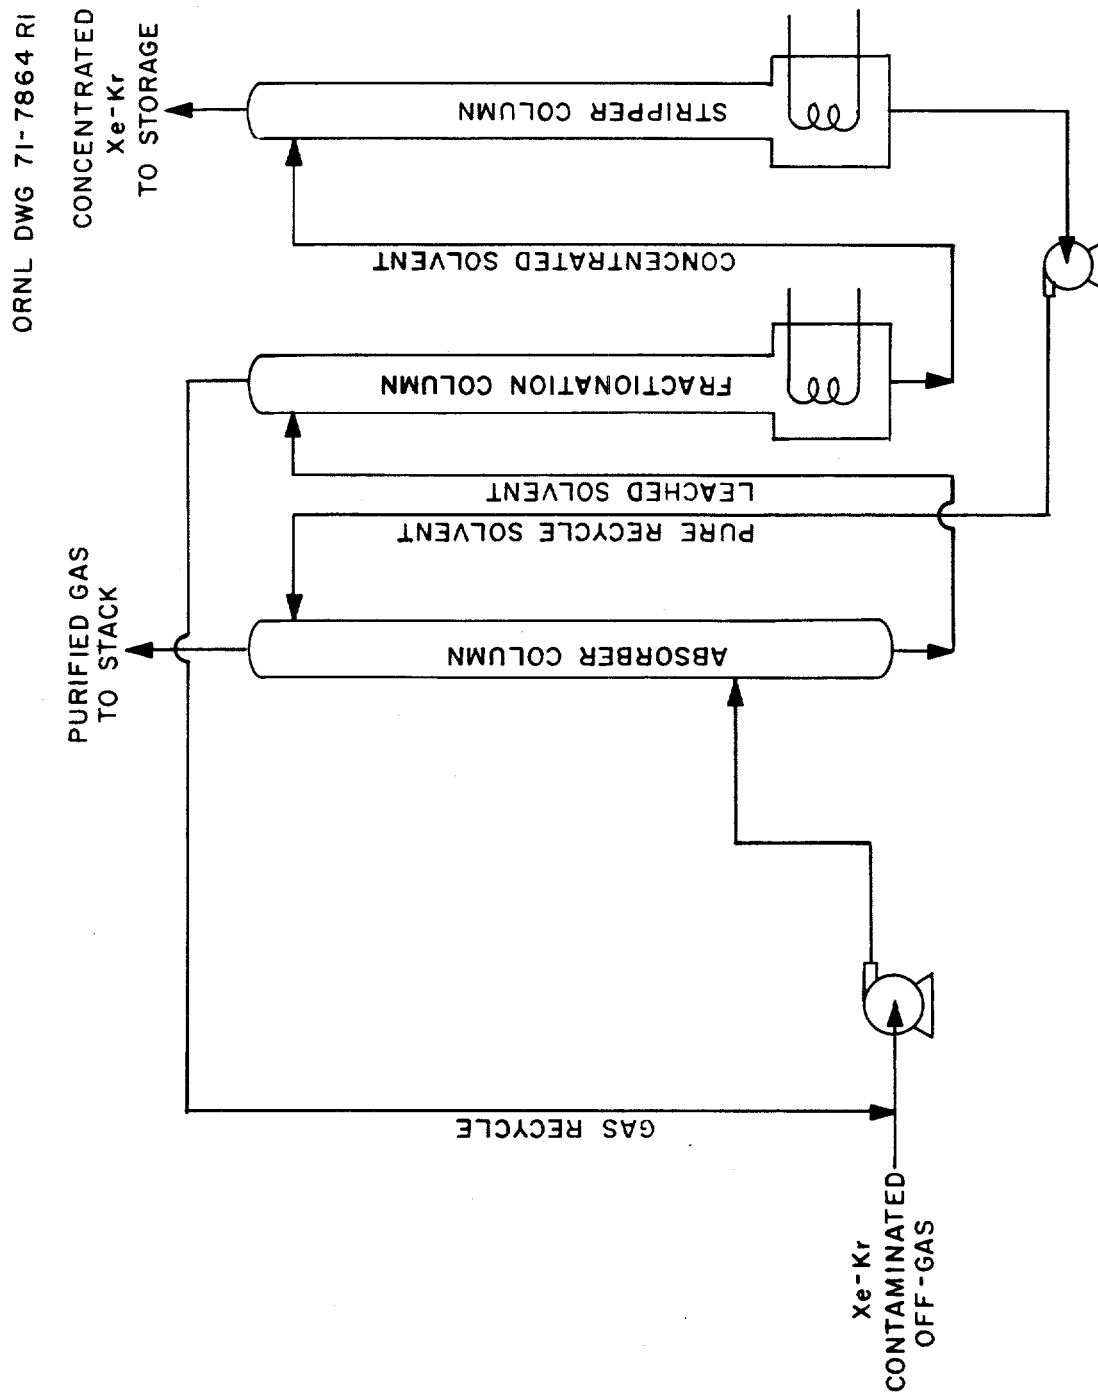 ORNL DWG 71-7864 R1
CONCENTRATED
Xe-Kr
TO STORAGE
PURIFIED GAS
TO STACK
STRIPPER COLUMN
CONCENTRATED SOLVENT
FRACTIONATION COLUMN
LEACHED SOLVENT
PURE RECYCLE SOLVENT
ABSORBER COLUMN
GAS RECYCLE
Xe-Kr
CONTAMINATED
OFF-GAS